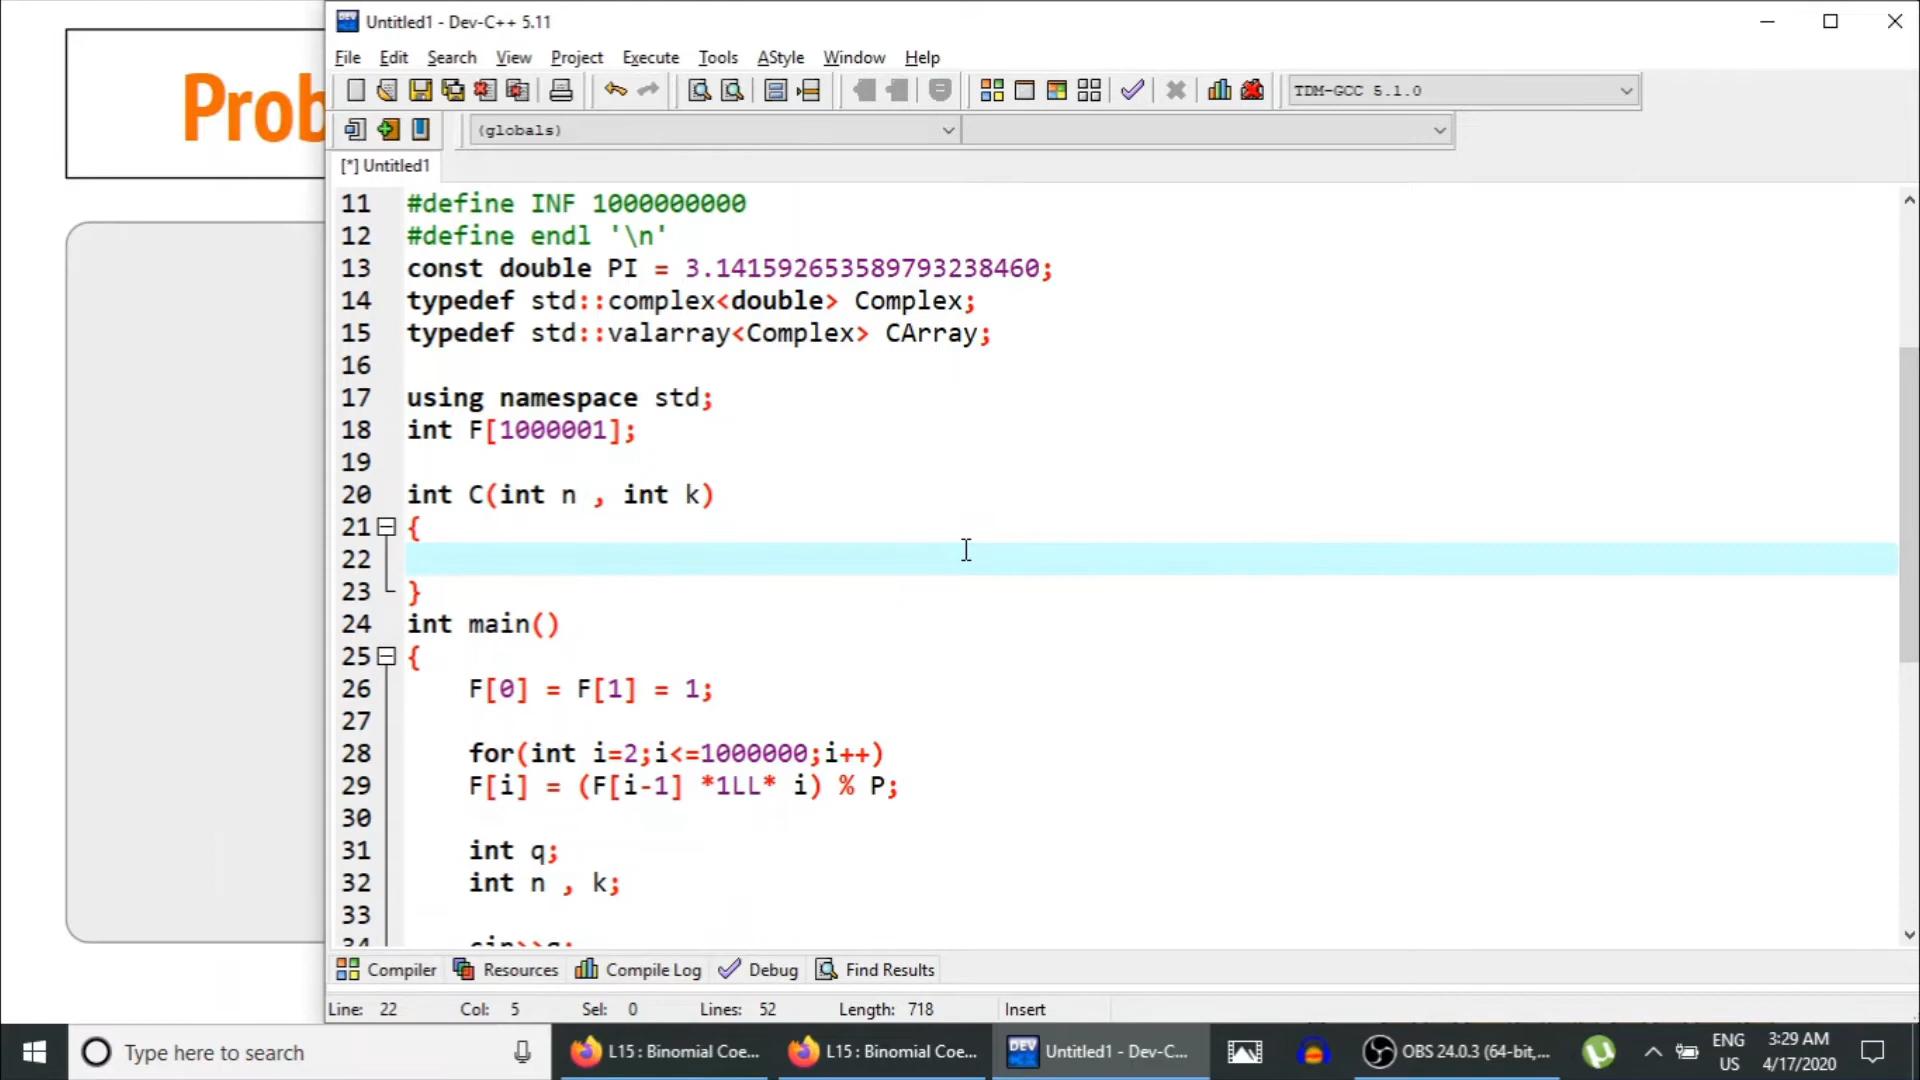 Prob
Untitled1 - Dev-C++ 5.11
File Edit Search View Project Execute Tools AStyle Window Help
TDM-GCC 5.1.0
(globals)
[*] Untitled1
11 #define INF 1000000000
12 #define endl '\n'
13 const double PI = 3.141592653589793238460;
14 typedef std::complex<double> Complex;
15 typedef std::valarray<Complex> CArray;
16
17 using namespace std;
18 int F[1000001];
19
20 int C(int n , int k)
21 {
22
23 }
24 int main()
25 {
26 F[0] = F[1] = 1;
27
28 for(int i=2;i<=1000000;i++)
29 F[i] = (F[i-1] *1LL* i) % P;
30
31 int q;
32 int n , k;
33
34 cin>>q;
Compiler Resources Compile Log Debug Find Results
Line: 22 Col: 5 Sel: 0 Lines: 52 Length: 718 Insert
Type here to search
L15 : Binomial Coe...
L15 : Binomial Coe...
DEV Untitled1 - Dev-C...
OBS 24.0.3 (64-bit,...
ENG
US
3:29 AM
4/17/2020